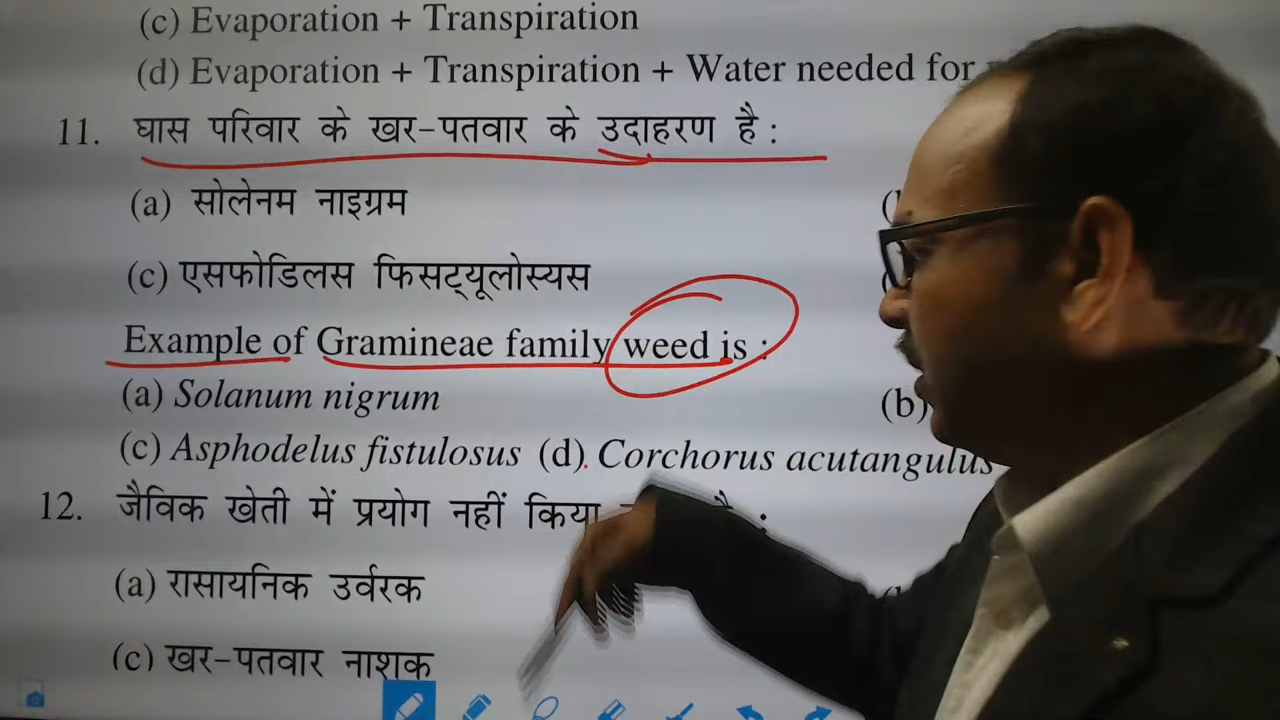 (c) Evaporation + Transpiration
(d) Evaporation + Transpiration + Water needed for
11. घास परिवार के खर-पतवार के उदाहरण है :
(a) सोलेनम नाइग्रम
(c) एसफोडिलस फिसट्यूलोस्यस
Example of Gramineae family weed is :
(a) Solanum nigrum (b)
(c) Asphodelus fistulosus (d) Corchorus acutangulus
12. जैविक खेती में प्रयोग नहीं किया है :
(a) रासायनिक उर्वरक
(c) खर-पतवार नाशक